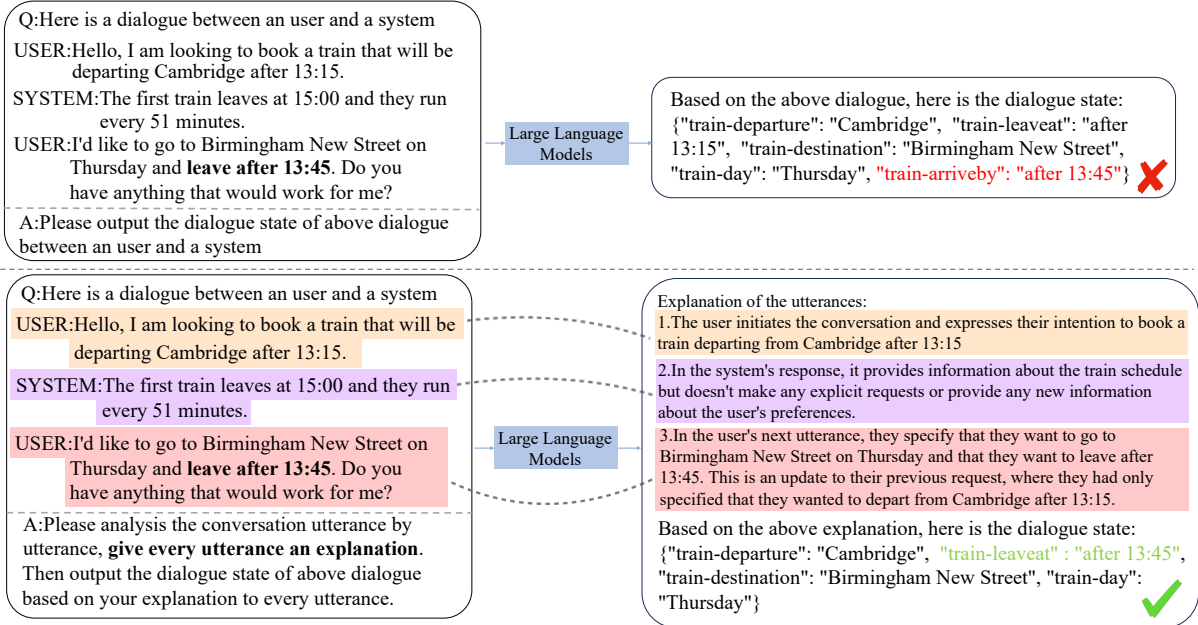 Q:Here is a dialogue between an user and a system
USER:Hello, I am looking to book a train that will be
departing Cambridge after 13:15.
SYSTEM:The first train leaves at 15:00 and they run
every 51 minutes.
USER:I'd like to go to Birmingham New Street on
Thursday and leave after 13:45. Do you
have anything that would work for me?
A:Please output the dialogue state of above dialogue
between an user and a system
Large Language
Models
Based on the above dialogue, here is the dialogue state:
{"train-departure": "Cambridge", "train-leaveat": "after
13:15", "train-destination": "Birmingham New Street",
"train-day": "Thursday", "train-arriveby": "after 13:45"}
Q:Here is a dialogue between an user and a system
USER:Hello, I am looking to book a train that will be
departing Cambridge after 13:15.
SYSTEM:The first train leaves at 15:00 and they run
every 51 minutes.
USER:I'd like to go to Birmingham New Street on
Thursday and leave after 13:45. Do you
have anything that would work for me?
A:Please analysis the conversation utterance by
utterance, give every utterance an explanation.
Then output the dialogue state of above dialogue
based on your explanation to every utterance.
Large Language
Models
Explanation of the utterances:
1.The user initiates the conversation and expresses their intention to book a
train departing from Cambridge after 13:15
2.In the system's response, it provides information about the train schedule
but doesn't make any explicit requests or provide any new information
about the user's preferences.
3.In the user's next utterance, they specify that they want to go to
Birmingham New Street on Thursday and that they want to leave after
13:45. This is an update to their previous request, where they had only
specified that they wanted to depart from Cambridge after 13:15.
Based on the above explanation, here is the dialogue state:
{"train-departure": "Cambridge", "train-leaveat" : "after 13:45",
"train-destination": "Birmingham New Street", "train-day":
"Thursday"}